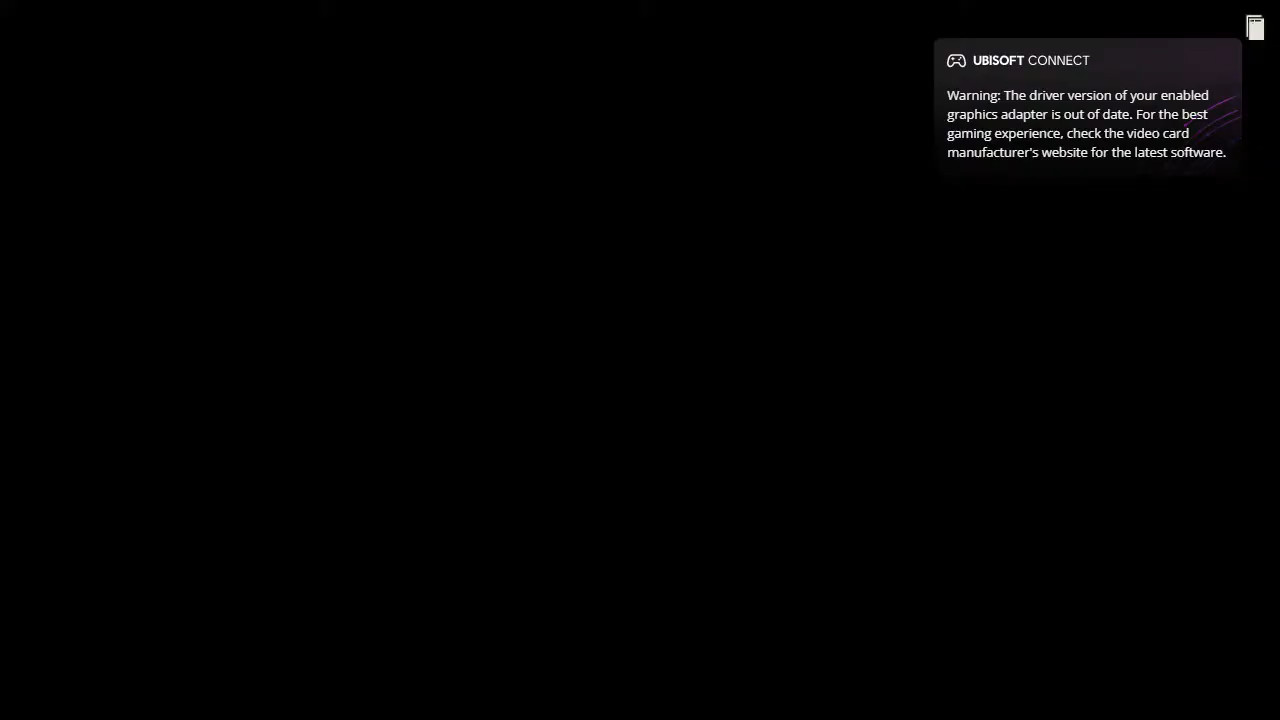 UBISOFT CONNECT
Warning: The driver version of your enabled
graphics adapter is out of date. For the best
gaming experience, check the video card
manufacturer's website for the latest software.